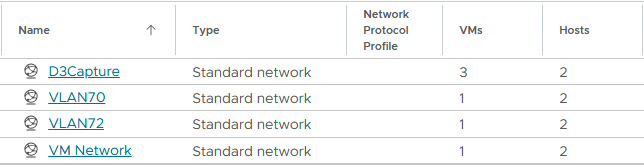 Name Type Network Protocol Profile VMs Hosts
D3Capture Standard network 3 2
VLAN70 Standard network 1 2
VLAN72 Standard network 1 2
VM Network Standard network 1 2